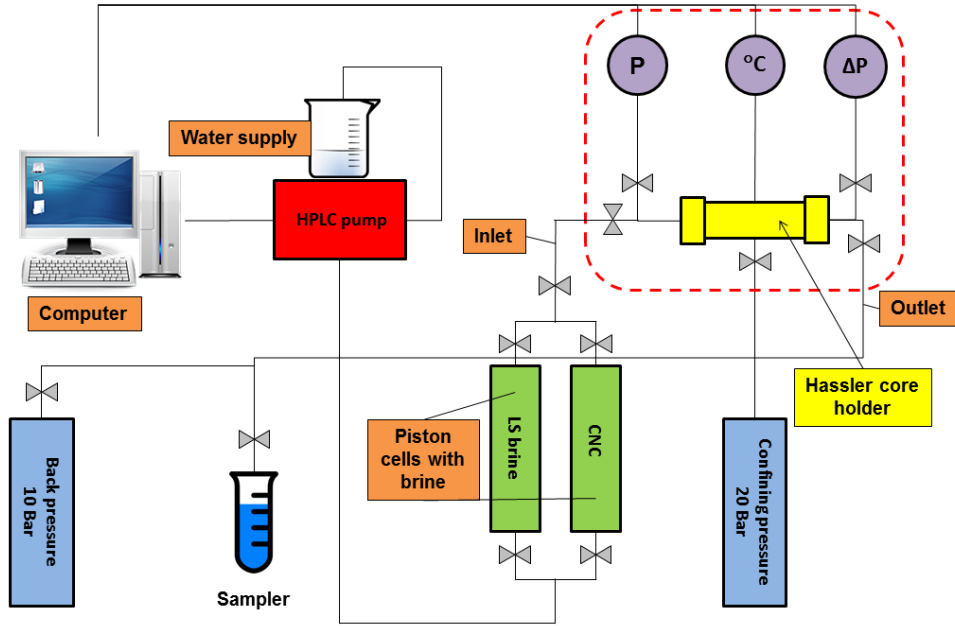 P
°C
ΔP
Water supply
HPLC pump
Inlet
Computer
Outlet
Hassler core
holder
Piston
cells with
brine
LS brine
CNC
Back pressure
10 Bar
Confining pressure
20 Bar
Sampler